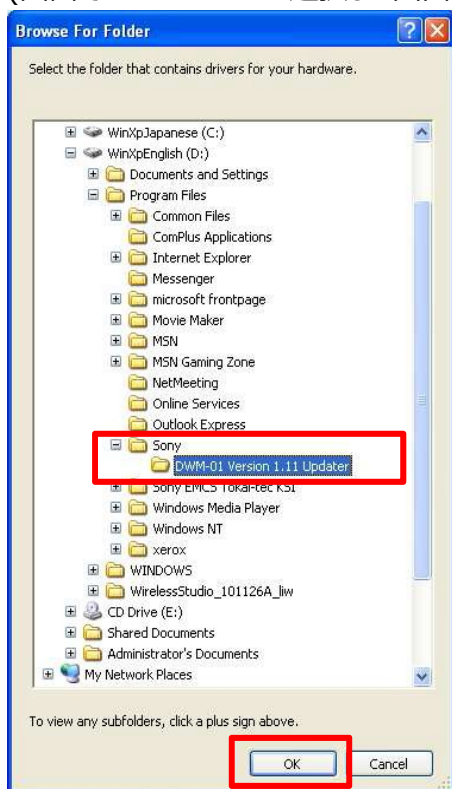 Browse For Folder
Select the folder that contains drivers for your hardware.
WinXpJapanese (C:)
WinXpEnglish (D:)
Documents and Settings
Program Files
Common Files
ComPlus Applications
Internet Explorer
Messenger
microsoft frontpage
Movie Maker
MSN
MSN Gaming Zone
NetMeeting
Online Services
Outlook Express
Sony
DWM-01 Version 1.11 Updater
Sony EMCS Tokai-tec KSI
Windows Media Player
Windows NT
xerox
WINDOWS
WirelessStudio_101126A_liw
CD Drive (E:)
Shared Documents
Administrator's Documents
My Network Places
To view any subfolders, click a plus sign above.
OK Cancel